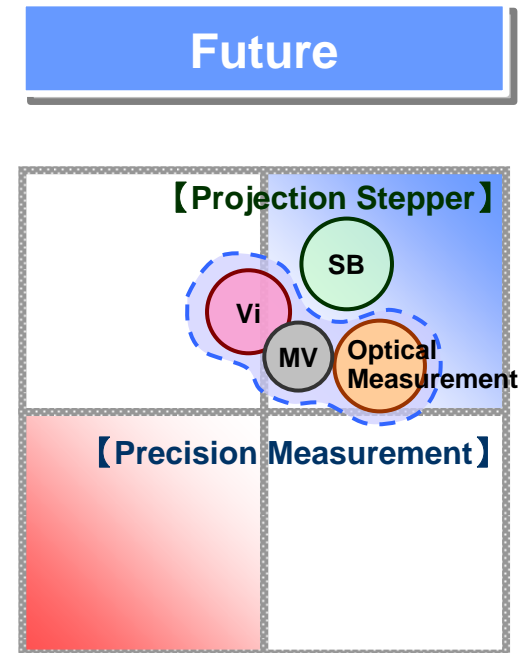 Future
【Projection Stepper】
SB
Vi
MV
Optical
Measurement
【Precision Measurement】